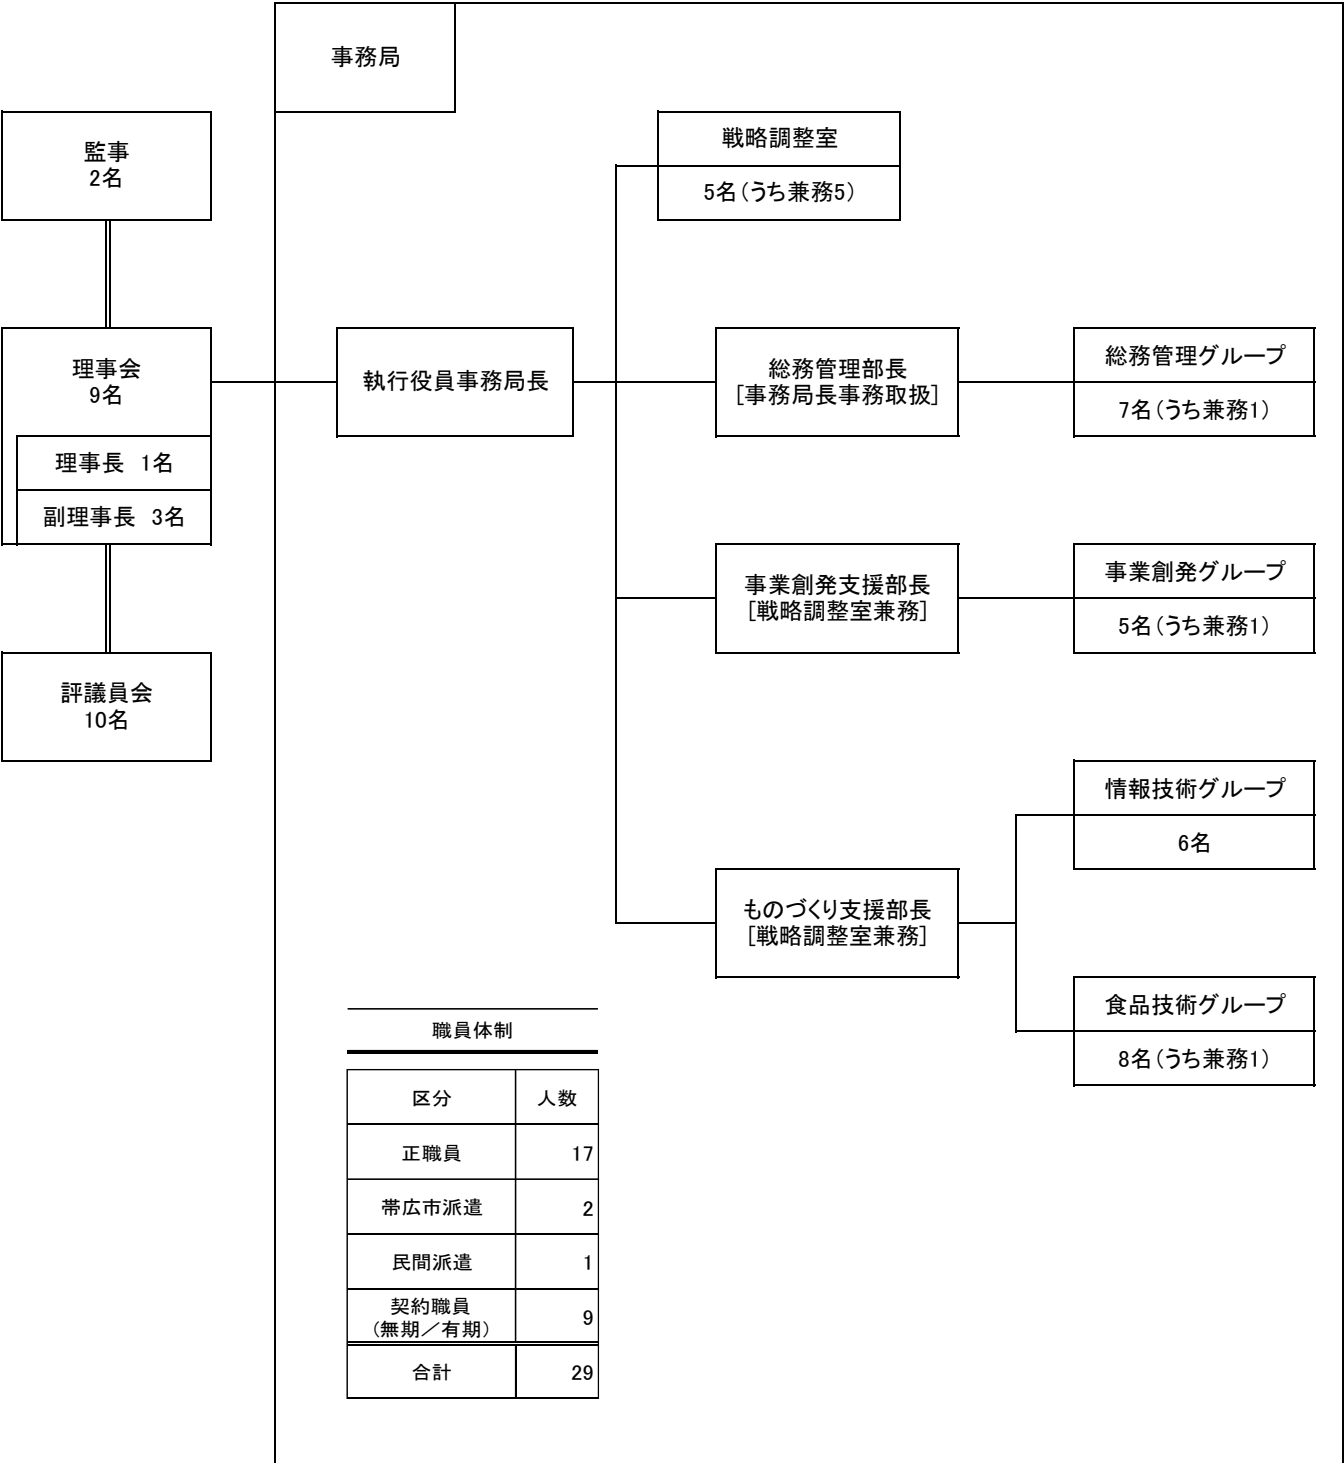 事務局
監事
2名
理事会
9名
理事長 1名
副理事長 3名
評議員会
10名
執行役員事務局長
戦略調整室
5名(うち兼務5)
総務管理部長
[事務局長事務取扱]
総務管理グループ
7名(うち兼務1)
事業創発支援部長
[戦略調整室兼務]
事業創発グループ
5名(うち兼務1)
ものづくり支援部長
[戦略調整室兼務]
情報技術グループ
6名
食品技術グループ
8名(うち兼務1)
職員体制
区分 人数
正職員 17
帯広市派遣 2
民間派遣 1
契約職員
(無期／有期) 9
合計 29